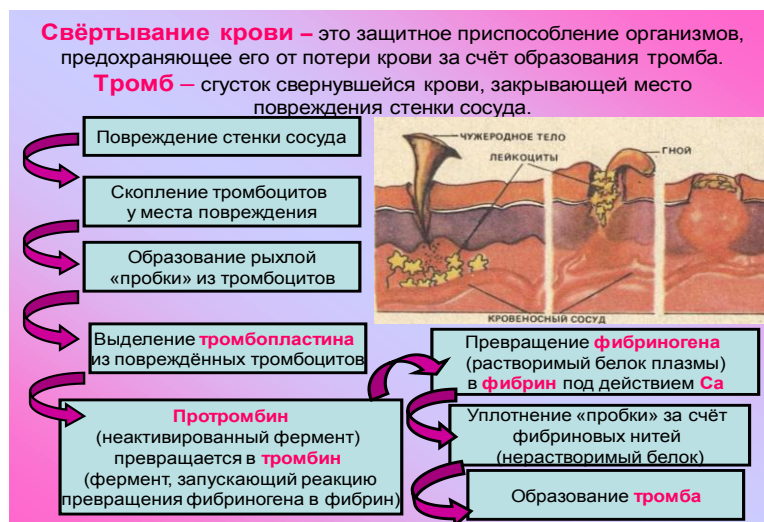 Свёртывание крови – это защитное приспособление организмов,
предохраняющее его от потери крови за счёт образования тромба.
Тромб – сгусток свернувшейся крови, закрывающей место
повреждения стенки сосуда.
Повреждение стенки сосуда
Скопление тромбоцитов
у места повреждения
Образование рыхлой
«пробки» из тромбоцитов
Выделение тромбопластина
из повреждённых тромбоцитов
Протромбин
(неактивированный фермент)
превращается в тромбин
(фермент, запускающий реакцию
превращения фибриногена в фибрин)
ЧУЖЕРОДНОЕ ТЕЛО
ЛЕЙКОЦИТЫ
ГНОЙ
КРОВЕНОСНЫЙ СОСУД
Превращение фибриногена
(растворимый белок плазмы)
в фибрин под действием Са
Уплотнение «пробки» за счёт
фибриновых нитей
(нерастворимый белок)
Образование тромба